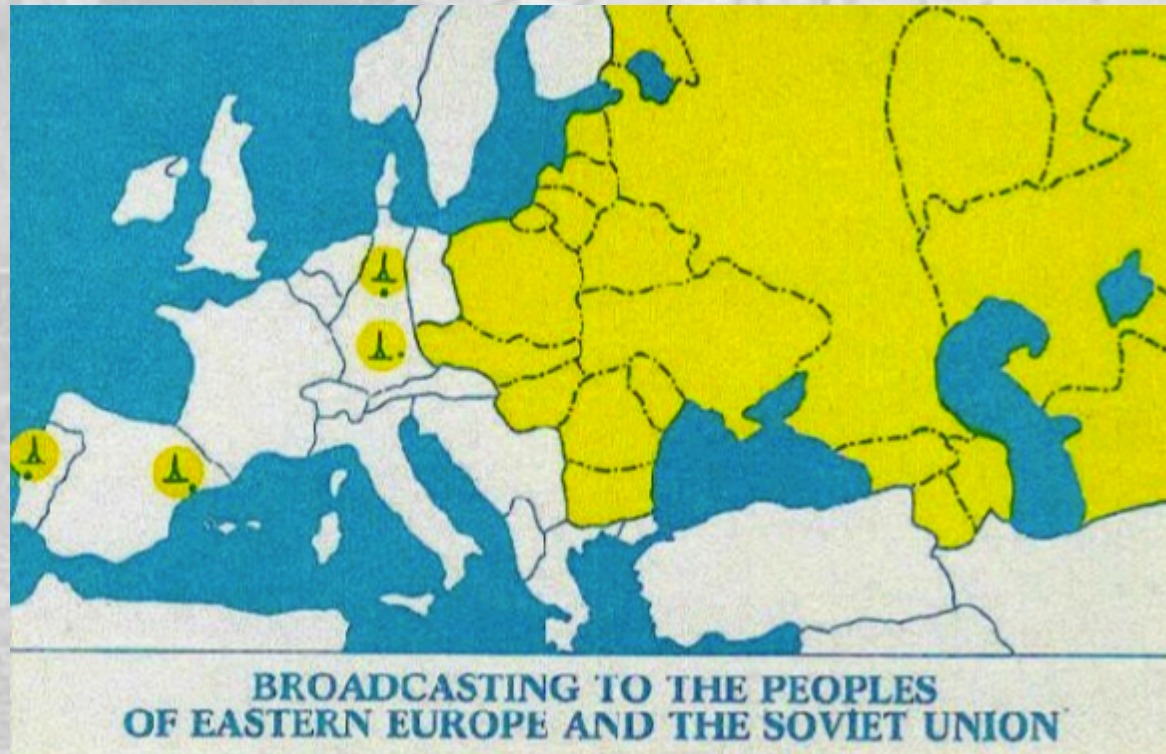 BROADCASTING TO THE PEOPLES
OF EASTERN EUROPE AND THE SOVIET UNION